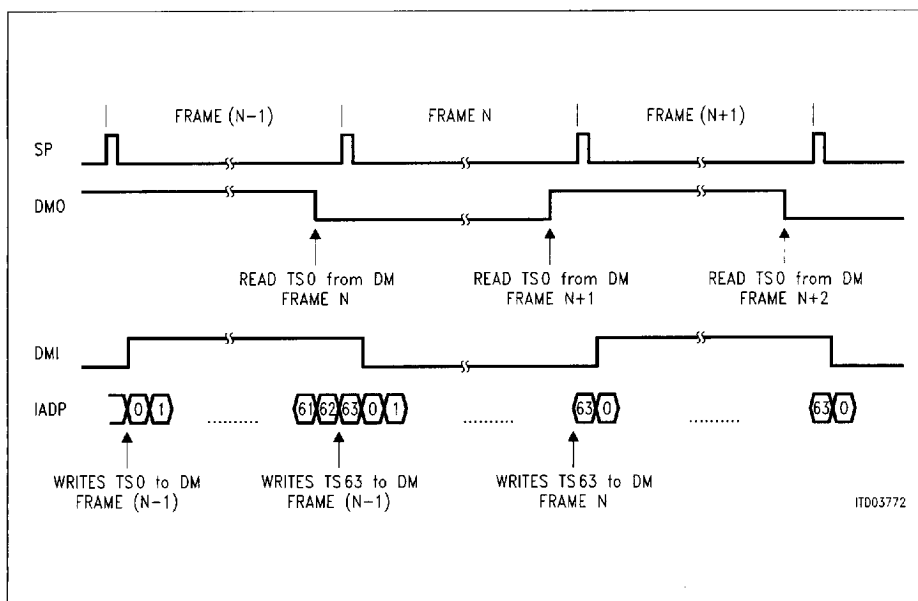 FRAME (N-1) FRAME N FRAME (N+1)
SP
DMO
READ TS0 from DM
FRAME N
READ TS0 from DM
FRAME N+1
READ TS0 from DM
FRAME N+2
DMI
IADP 0 1 .......... 61 62 63 0 1 .......... 63 0 .......... 63 0
WRITES TS0 to DM
FRAME (N-1)
WRITES TS63 to DM
FRAME (N-1)
WRITES TS63 to DM
FRAME N
ITD03772